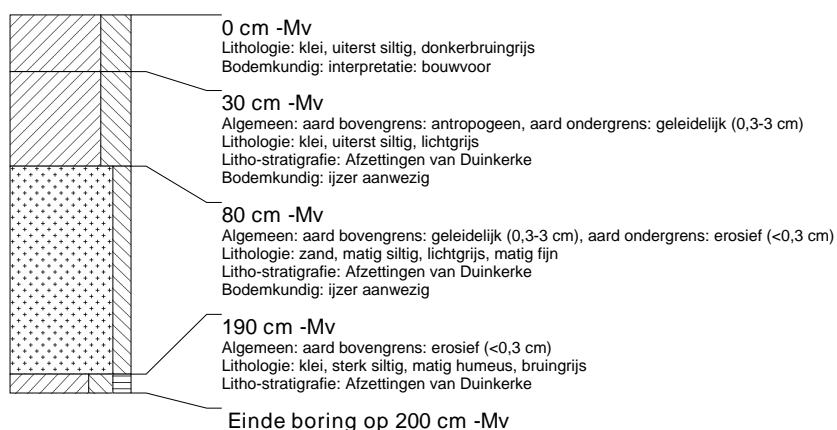 0 cm -Mv
Lithologie: klei, uiterst siltig, donkerbruingrijs
Bodemkundig: interpretatie: bouwvoor
30 cm -Mv
Algemeen: aard bovengrens: antropogeen, aard ondergrens: geleidelijk (0,3-3 cm)
Lithologie: klei, uiterst siltig, lichtgrijs
Litho-stratigrafie: Afzettingen van Duinkerke
Bodemkundig: ijzer aanwezig
80 cm -Mv
Algemeen: aard bovengrens: geleidelijk (0,3-3 cm), aard ondergrens: erosief (<0,3 cm)
Lithologie: zand, matig siltig, lichtgrijs, matig fijn
Litho-stratigrafie: Afzettingen van Duinkerke
Bodemkundig: ijzer aanwezig
190 cm -Mv
Algemeen: aard bovengrens: erosief (<0,3 cm)
Lithologie: klei, sterk siltig, matig humeus, bruingrijs
Litho-stratigrafie: Afzettingen van Duinkerke
Einde boring op 200 cm -Mv